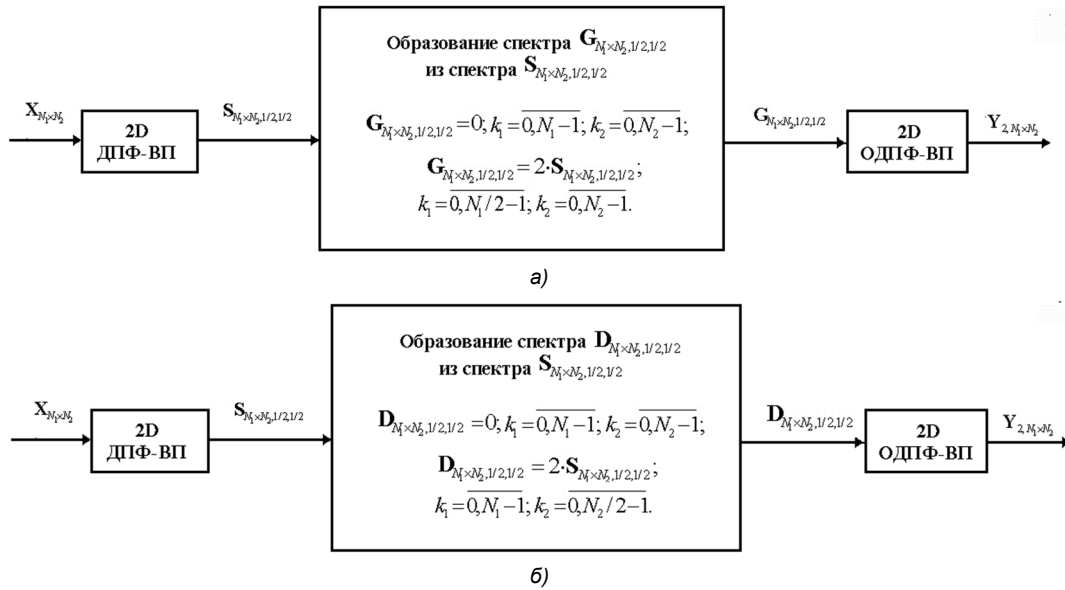 Образование спектра G_{N₁×N₂,1/2,1/2}
из спектра S_{N₁×N₂,1/2,1/2}
X_{N₁×N₂}
2D
ДПФ-ВП
S_{N₁×N₂,1/2,1/2}
G_{N₁×N₂,1/2,1/2} =0; k₁ = \overline{0,N₁−1}; k₂ = \overline{0,N₂−1};
G_{N₁×N₂,1/2,1/2} = 2·S_{N₁×N₂,1/2,1/2};
k₁ = \overline{0,N₁/2−1}; k₂ = \overline{0,N₂−1}.
G_{N₁×N₂,1/2,1/2}
2D
ОДПФ-ВП
Y_{2,N₁×N₂}
а)
Образование спектра D_{N₁×N₂,1/2,1/2}
из спектра S_{N₁×N₂,1/2,1/2}
X_{N₁×N₂}
2D
ДПФ-ВП
S_{N₁×N₂,1/2,1/2}
D_{N₁×N₂,1/2,1/2} =0; k₁ = \overline{0,N₁−1}; k₂ = \overline{0,N₂−1};
D_{N₁×N₂,1/2,1/2} = 2·S_{N₁×N₂,1/2,1/2};
k₁ = \overline{0,N₁−1}; k₂ = \overline{0,N₂/2−1}.
D_{N₁×N₂,1/2,1/2}
2D
ОДПФ-ВП
Y_{2,N₁×N₂}
б)